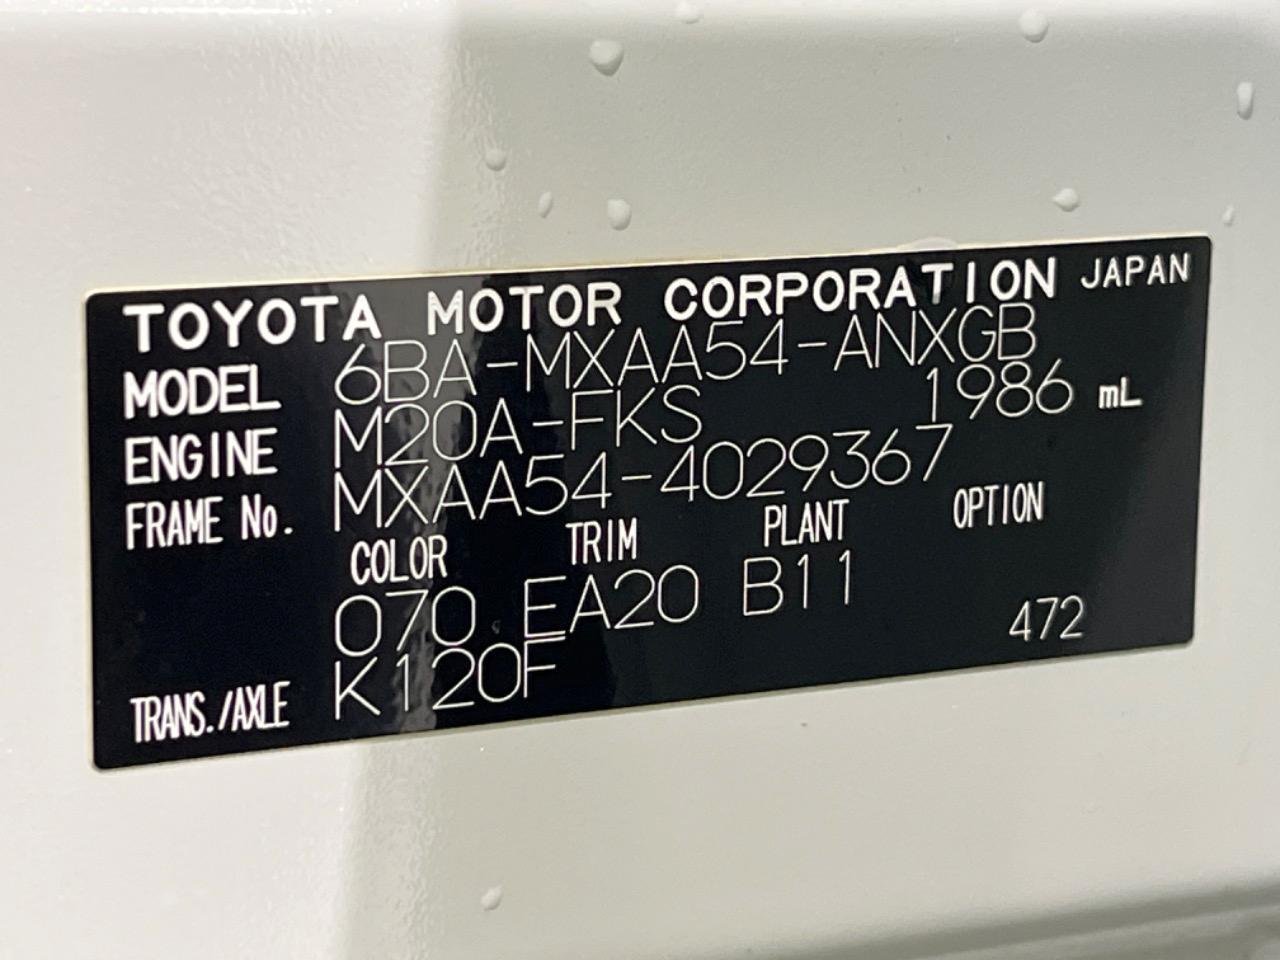 TOYOTA MOTOR CORPORATION JAPAN
MODEL 6BA-MXAA54-ANXGB
ENGINE M20A-FKS 1986 mL
FRAME No. MXAA54-4029367
COLOR TRIM PLANT OPTION
070 EA20 B11 472
TRANS./AXLE K120F